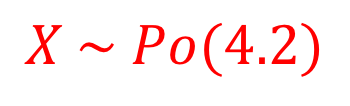 X ~ Po(4.2)